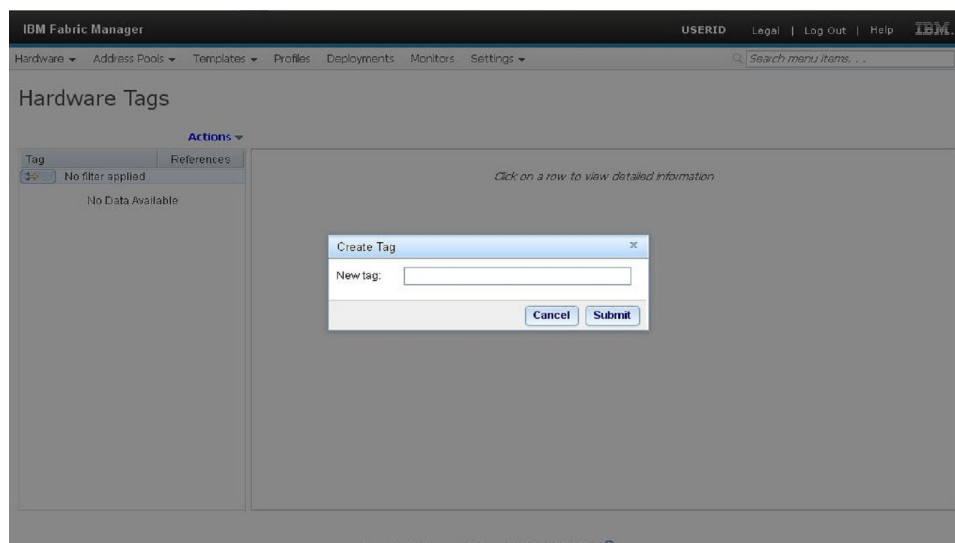 IBM Fabric Manager
USERID Legal | Log Out | Help IBM.
Hardware Address Pools Templates Profiles Deployments Monitors Settings Search menu items. . .
Hardware Tags
Actions
Tag References
No filter applied
Click on a row to view detailed information
No Data Available
Create Tag x
New tag:
Cancel Submit